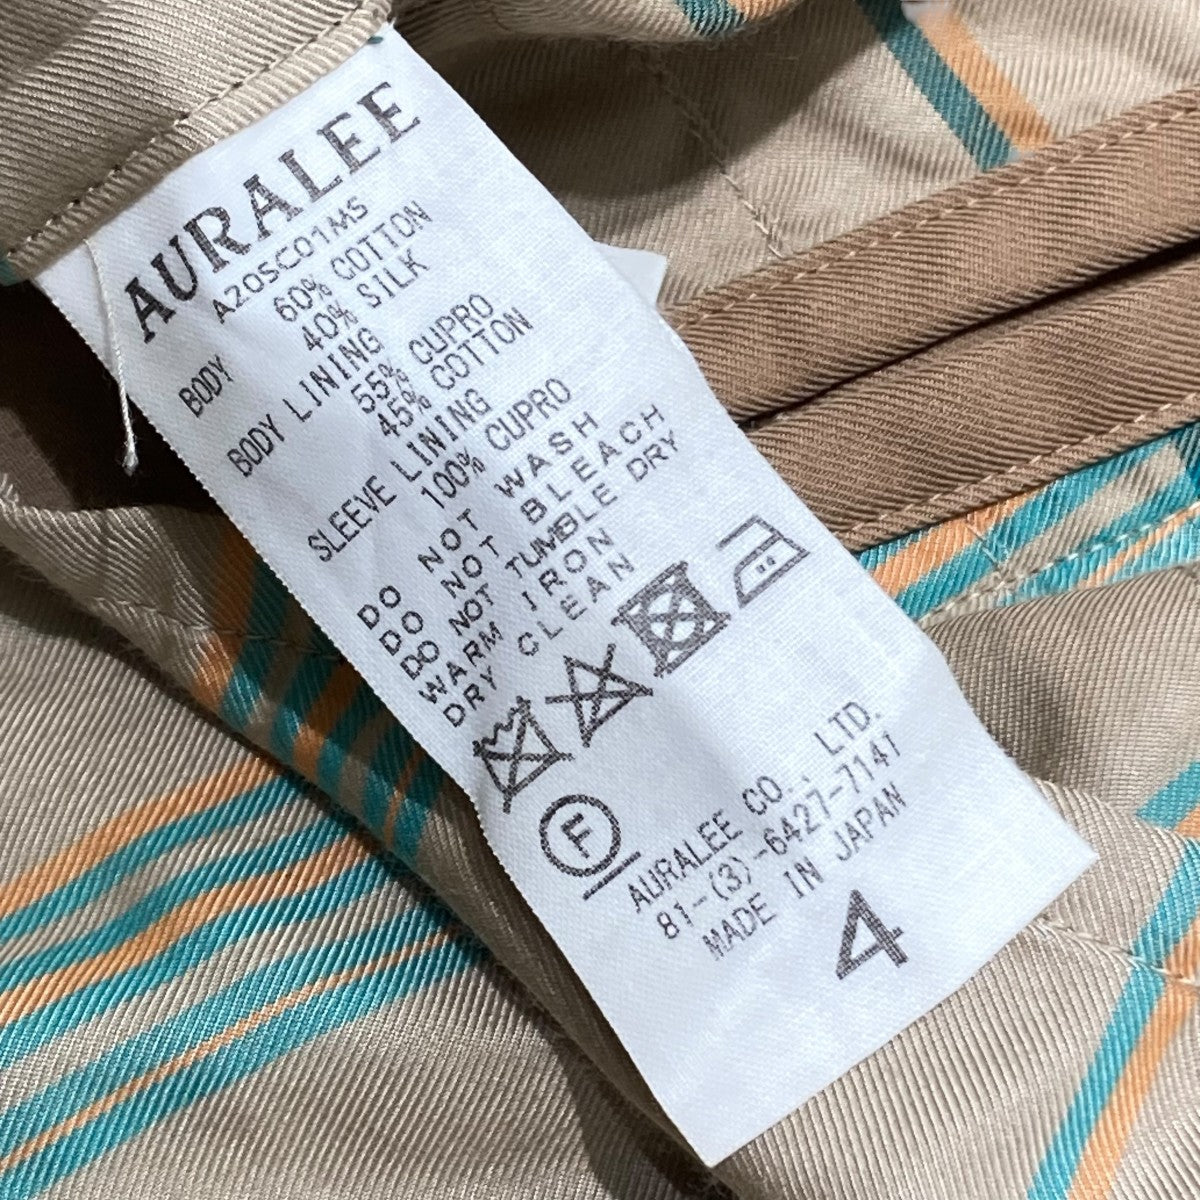 AURALEE
A20SC01MS
BODY 60% COTTON
40% SILK
BODY LINING
55% CUPRO
45% COTTON
SLEEVE LINING
100% CUPRO
DO NOT WASH
DO NOT BLEACH
DO NOT TUMBLE DRY
WARM IRON
DRY CLEAN
F
AURALEE CO., LTD.
81-(3)-6427-7141
MADE IN JAPAN
4